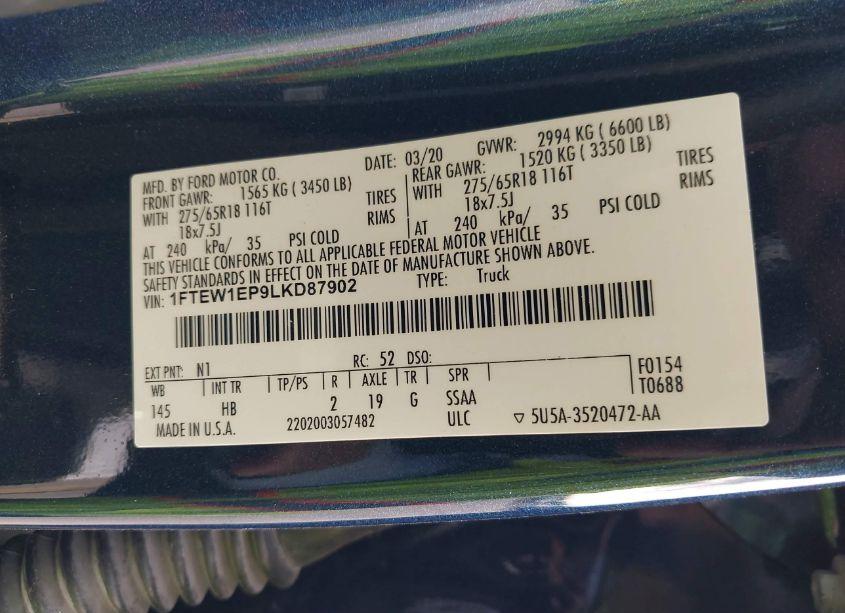 MFD. BY FORD MOTOR CO. DATE: 03/20 GVWR: 2994 KG ( 6600 LB)
FRONT GAWR: 1565 KG ( 3450 LB) REAR GAWR: 1520 KG ( 3350 LB)
WITH 275/65R18 116T TIRES WITH 275/65R18 116T TIRES
18x7.5J RIMS 18x7.5J RIMS
AT 240 kPa/ 35 PSI COLD AT 240 kPa/ 35 PSI COLD
THIS VEHICLE CONFORMS TO ALL APPLICABLE FEDERAL MOTOR VEHICLE
SAFETY STANDARDS IN EFFECT ON THE DATE OF MANUFACTURE SHOWN ABOVE.
VIN: 1FTEW1EP9LKD87902 TYPE: Truck
EXT PNT: N1 RC: 52 DSO:
WB INT TR TP/PS R AXLE TR SPR F0154
145 HB 2 19 G SSAA T0688
MADE IN U.S.A. 2202003057482 ULC ▽ 5U5A-3520472-AA